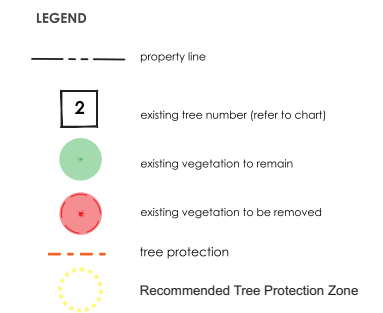 LEGEND
property line
2
existing tree number (refer to chart)
existing vegetation to remain
existing vegetation to be removed
tree protection
Recommended Tree Protection Zone